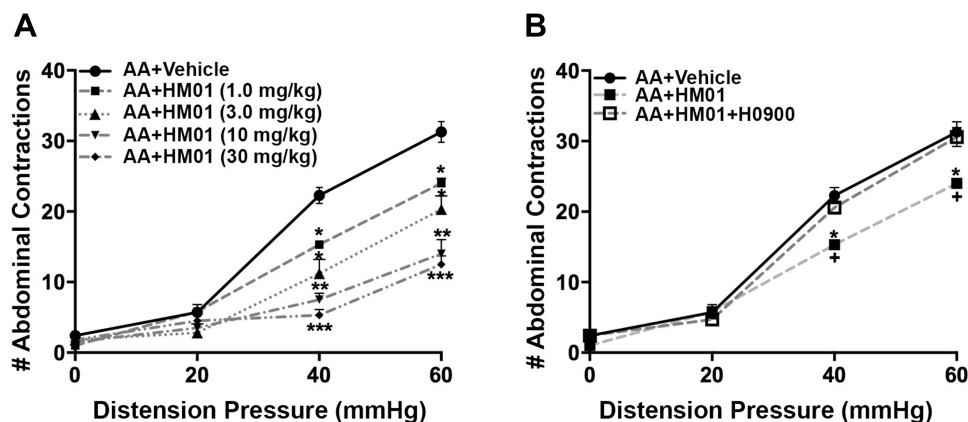 A
AA+Vehicle
AA+HM01 (1.0 mg/kg)
AA+HM01 (3.0 mg/kg)
AA+HM01 (10 mg/kg)
AA+HM01 (30 mg/kg)
# Abdominal Contractions
40
30
20
10
0
*
*
**
***
*
*
**
***
0 20 40 60
Distension Pressure (mmHg)
B
AA+Vehicle
AA+HM01
AA+HM01+H0900
# Abdominal Contractions
40
30
20
10
0
*
+
*
+
0 20 40 60
Distension Pressure (mmHg)